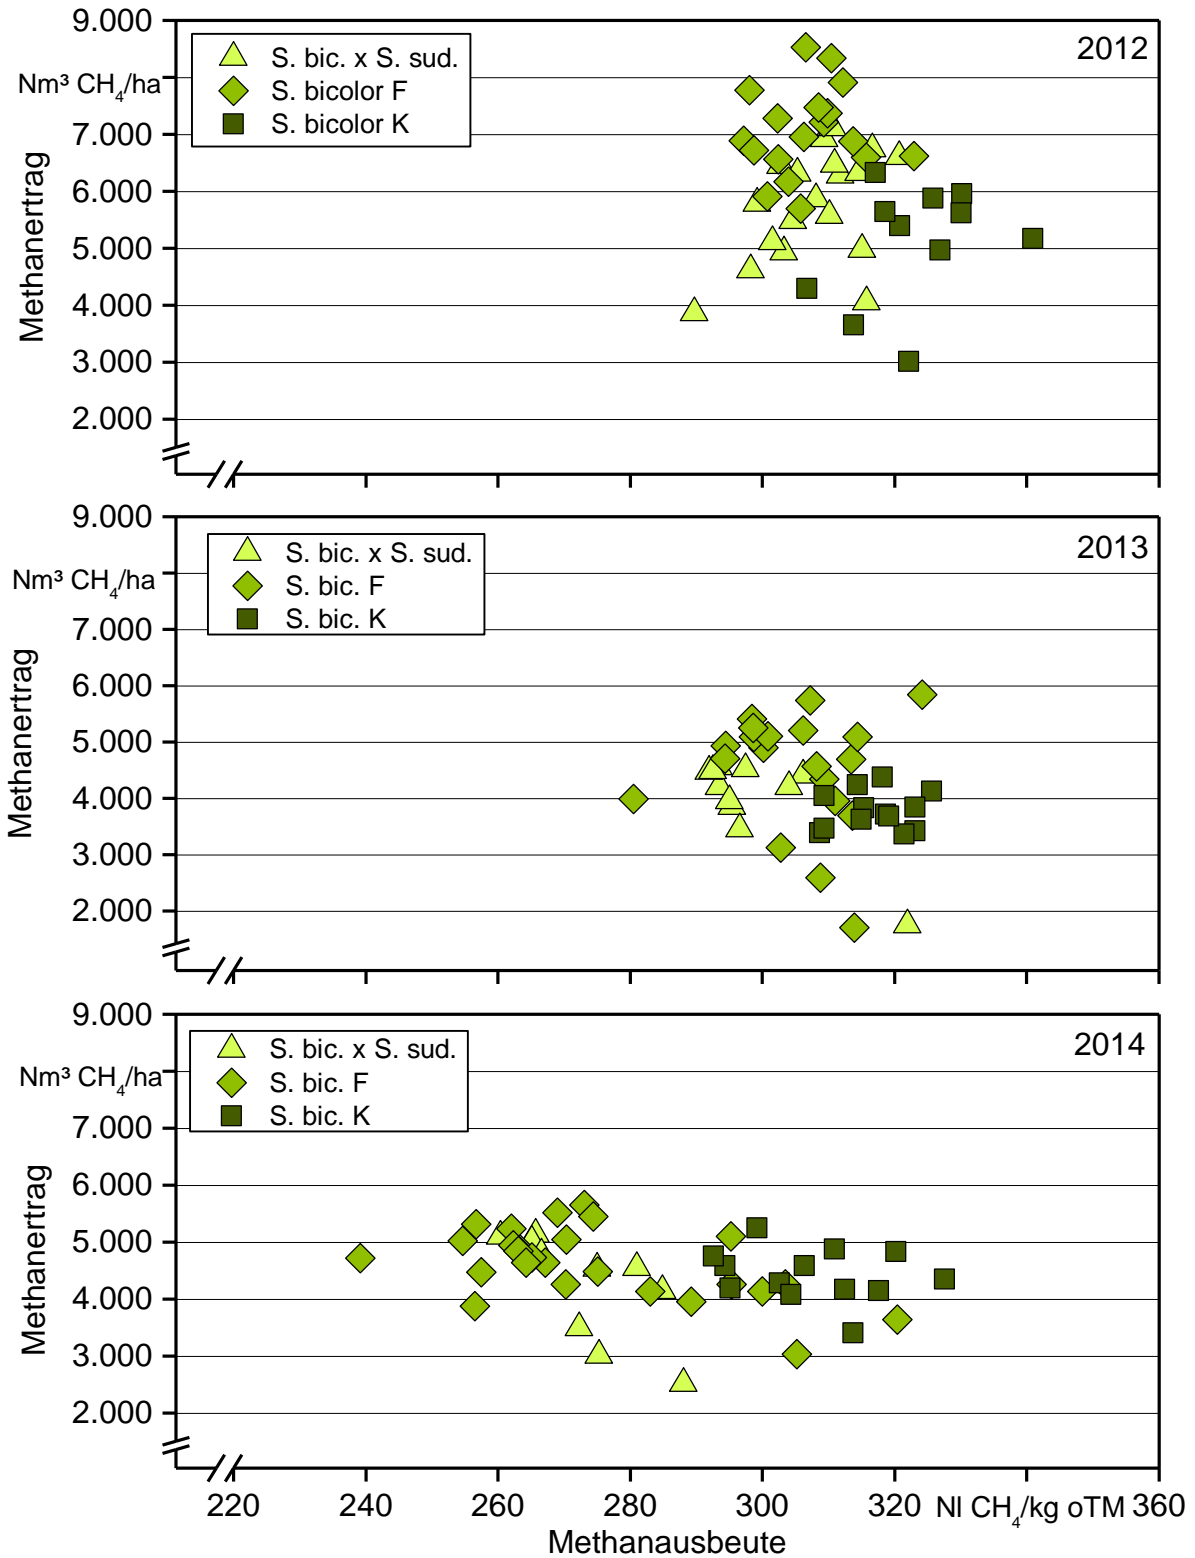 9.000
Nm³ CH₄/ha
7.000
6.000
5.000
4.000
3.000
2.000
Methanertrag
S. bic. x S. sud.
S. bicolor F
S. bicolor K
2012
9.000
Nm³ CH₄/ha
7.000
6.000
5.000
4.000
3.000
2.000
Methanertrag
S. bic. x S. sud.
S. bic. F
S. bic. K
2013
9.000
Nm³ CH₄/ha
7.000
6.000
5.000
4.000
3.000
2.000
Methanertrag
S. bic. x S. sud.
S. bic. F
S. bic. K
2014
220 240 260 280 300 320 Nl CH₄/kg oTM 360
Methanausbeute